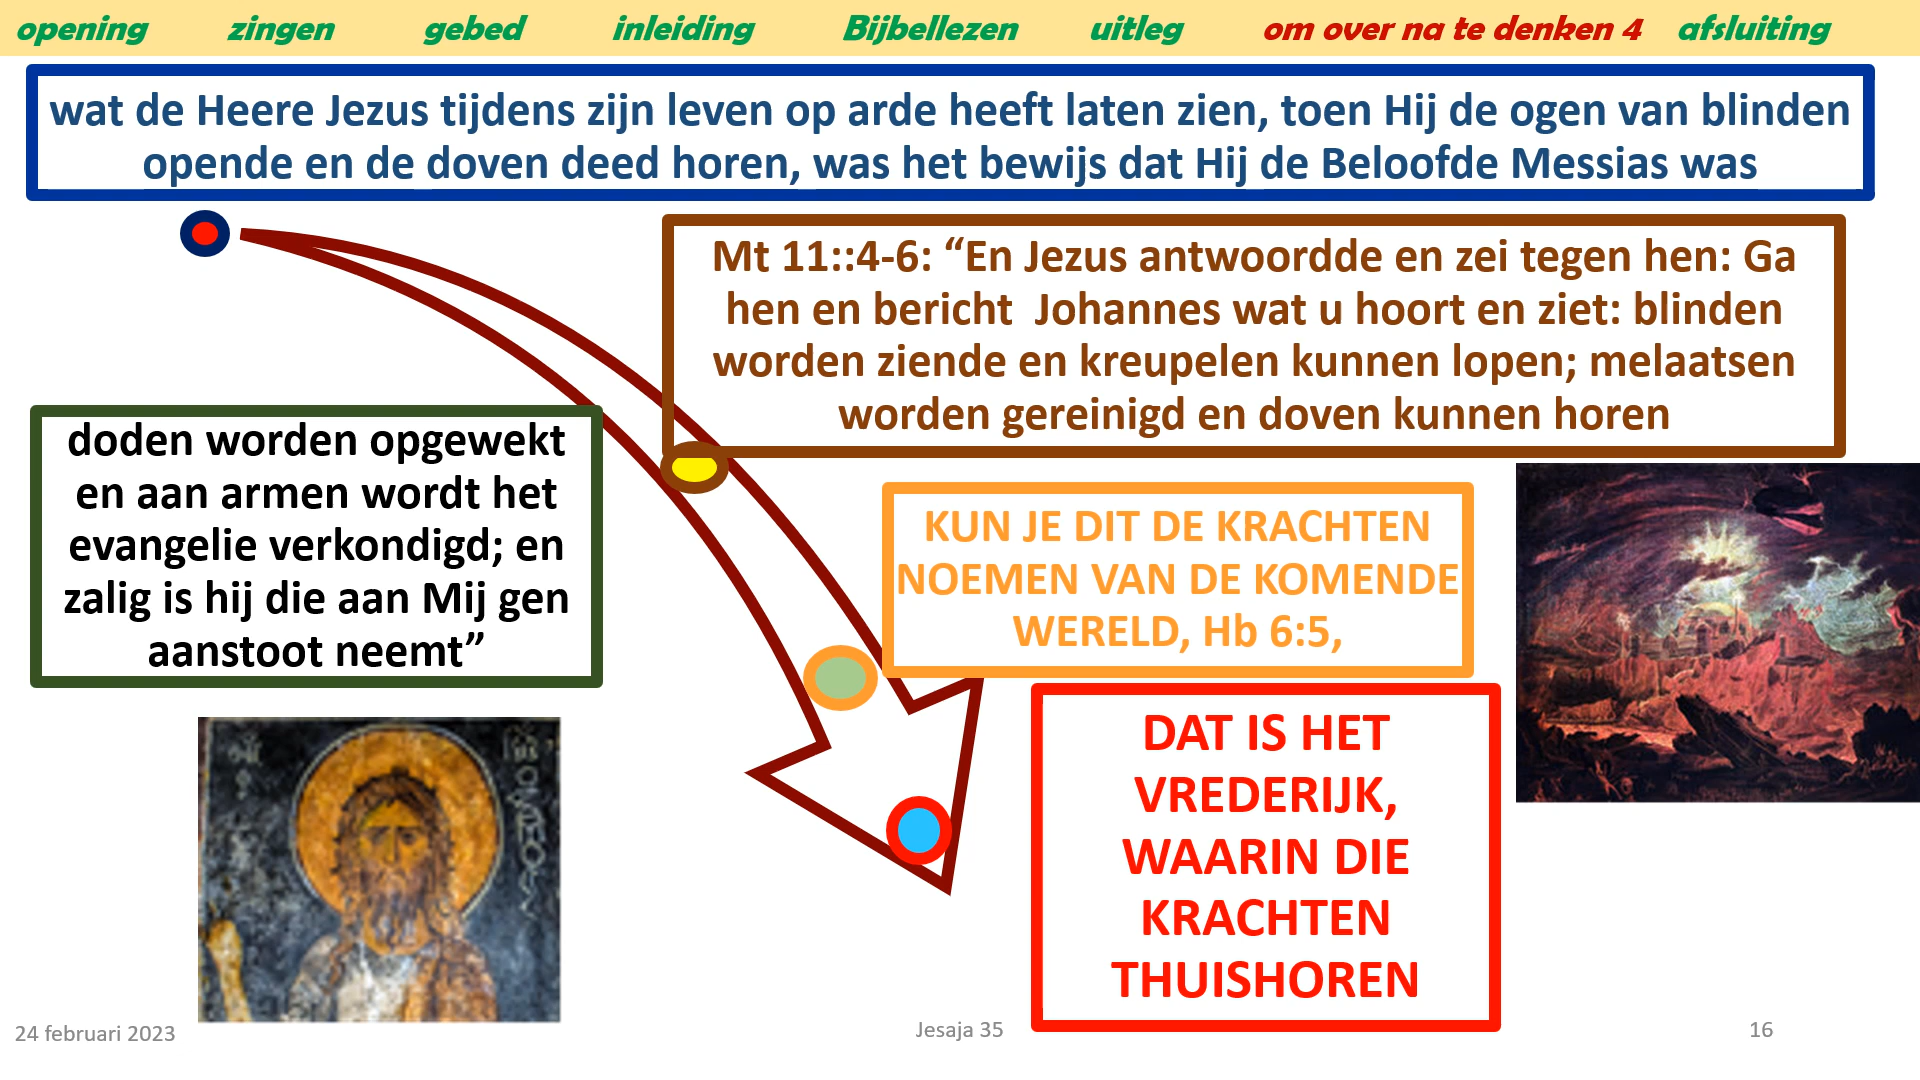 opening zingen gebed inleiding Bijbellezen uitleg om over na te denken 4 afsluiting
wat de Heere Jezus tijdens zijn leven op arde heeft laten zien, toen Hij de ogen van blinden
opende en de doven deed horen, was het bewijs dat Hij de Beloofde Messias was
Mt 11::4-6: “En Jezus antwoordde en zei tegen hen: Ga
hen en bericht Johannes wat u hoort en ziet: blinden
worden ziende en kreupelen kunnen lopen; melaatsen
worden gereinigd en doven kunnen horen
doden worden opgewekt
en aan armen wordt het
evangelie verkondigd; en
zalig is hij die aan Mij gen
aanstoot neemt”
KUN JE DIT DE KRACHTEN
NOEMEN VAN DE KOMENDE
WERELD, Hb 6:5,
DAT IS HET
VREDERIJK,
WAARIN DIE
KRACHTEN
THUISHOREN
24 februari 2023
Jesaja 35
16